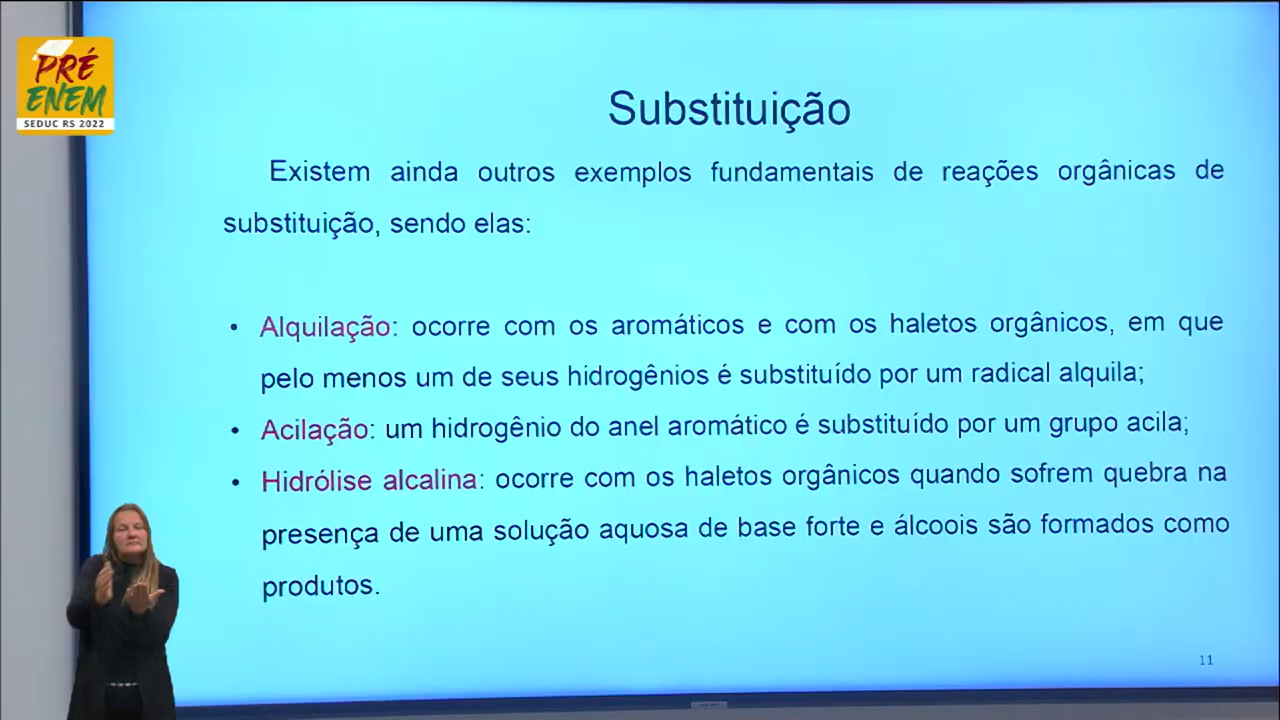 PRÉ
ENEM
SEDUC RS 2022
Substituição
Existem ainda outros exemplos fundamentais de reações orgânicas de
substituição, sendo elas:
• Alquilação: ocorre com os aromáticos e com os haletos orgânicos, em que
pelo menos um de seus hidrogênios é substituído por um radical alquila;
• Acilação: um hidrogênio do anel aromático é substituído por um grupo acila;
• Hidrólise alcalina: ocorre com os haletos orgânicos quando sofrem quebra na
presença de uma solução aquosa de base forte e álcoois são formados como
produtos.
11